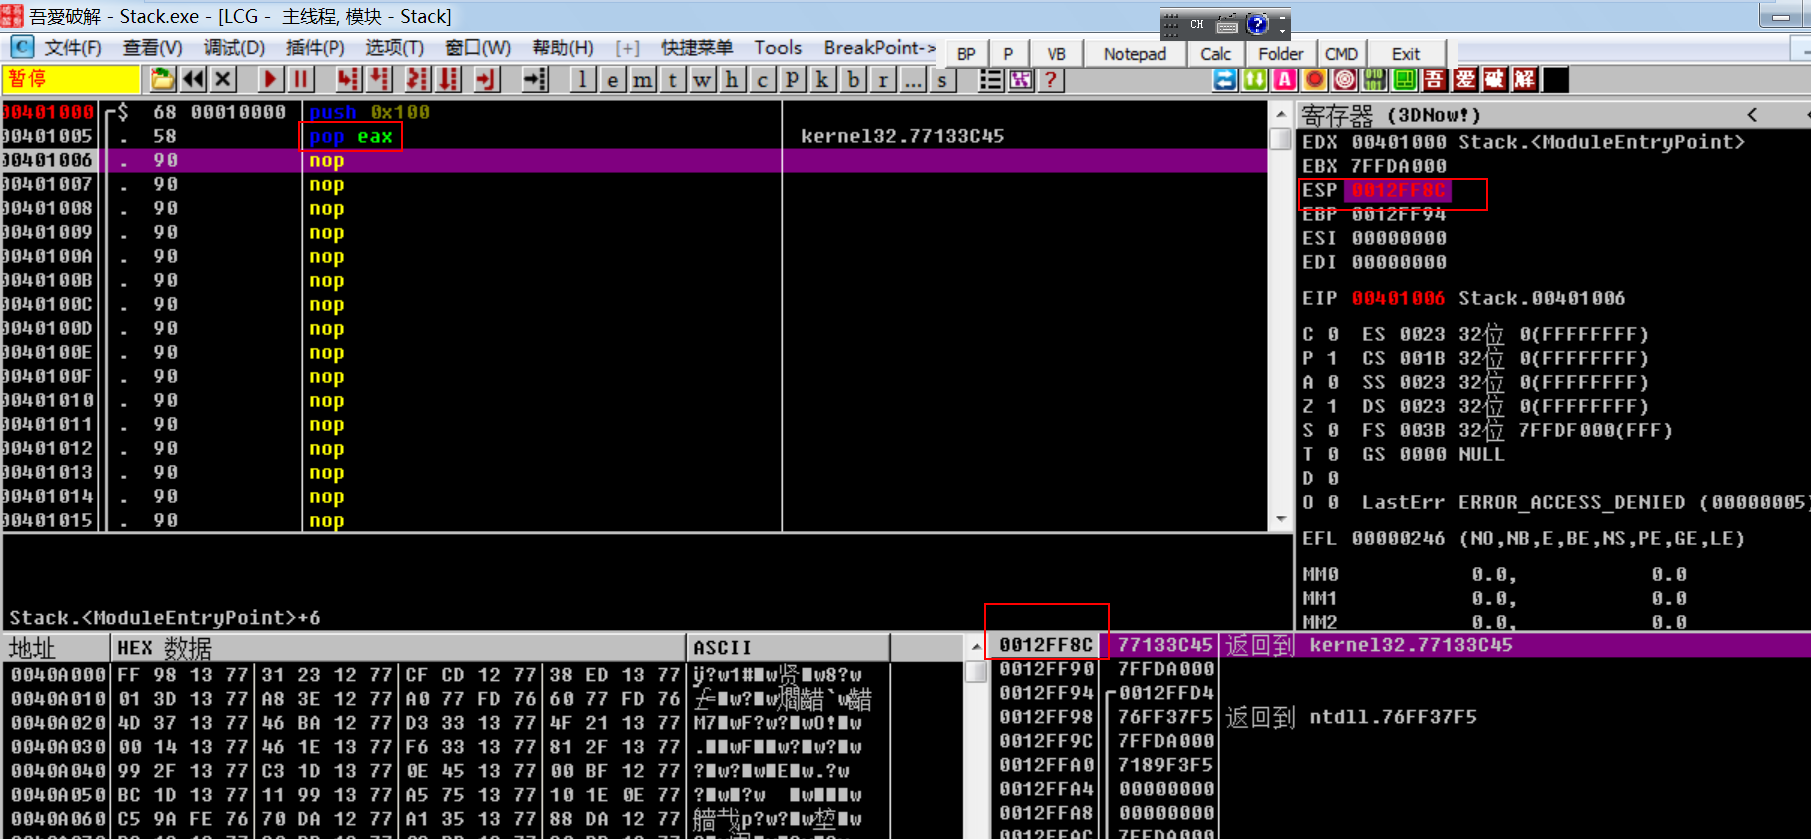 吾愛破解 - Stack.exe - [LCG - 主线程, 模块 - Stack]
CH
文件(F) 查看(V) 调试(D) 插件(P) 选项(T) 窗口(W) 帮助(H) [+] 快捷菜单 Tools BreakPoint->
BP P VB Notepad Calc Folder CMD Exit
暂停 l e m t w h c p k b r ... s ? 吾 爱 破 解
00401000 $ 68 00010000 push 0x100
00401005 . 58 pop eax kernel32.77133C45
00401006 . 90 nop
00401007 . 90 nop
00401008 . 90 nop
00401009 . 90 nop
0040100A . 90 nop
0040100B . 90 nop
0040100C . 90 nop
0040100D . 90 nop
0040100E . 90 nop
0040100F . 90 nop
00401010 . 90 nop
00401011 . 90 nop
00401012 . 90 nop
00401013 . 90 nop
00401014 . 90 nop
00401015 . 90 nop
Stack.<ModuleEntryPoint>+6
寄存器 (3DNow!) <
EDX 00401000 Stack.<ModuleEntryPoint>
EBX 7FFDA000
ESP 0012FF8C
EBP 0012FF94
ESI 00000000
EDI 00000000
EIP 00401006 Stack.00401006
C 0 ES 0023 32位 0(FFFFFFFF)
P 1 CS 001B 32位 0(FFFFFFFF)
A 0 SS 0023 32位 0(FFFFFFFF)
Z 1 DS 0023 32位 0(FFFFFFFF)
S 0 FS 003B 32位 7FFDF000(FFF)
T 0 GS 0000 NULL
D 0
O 0 LastErr ERROR_ACCESS_DENIED (00000005)
EFL 00000246 (NO,NB,E,BE,NS,PE,GE,LE)
MM0 0.0, 0.0
MM1 0.0, 0.0
MM2 0.0, 0.0
地址 HEX 数据 ASCII
0040A000 FF 98 13 77 31 23 12 77 CF CD 12 77 38 ED 13 77
0040A010 01 3D 13 77 A8 3E 12 77 A0 77 FD 76 60 77 FD 76
0040A020 4D 37 13 77 46 BA 12 77 D3 33 13 77 4F 21 13 77
0040A030 00 14 13 77 46 1E 13 77 F6 33 13 77 81 2F 13 77
0040A040 99 2F 13 77 C3 1D 13 77 0E 45 13 77 00 BF 12 77
0040A050 BC 1D 13 77 11 99 13 77 A5 75 13 77 10 1E 0E 77
0040A060 C5 9A FE 76 70 DA 12 77 A1 35 13 77 88 DA 12 77
0012FF8C 77133C45 返回到 kernel32.77133C45
0012FF90 7FFDA000
0012FF94 0012FFD4
0012FF98 76FF37F5 返回到 ntdll.76FF37F5
0012FF9C 7FFDA000
0012FFA0 7189F3F5
0012FFA4 00000000
0012FFA8 00000000
0012FFAC 7FFDA000